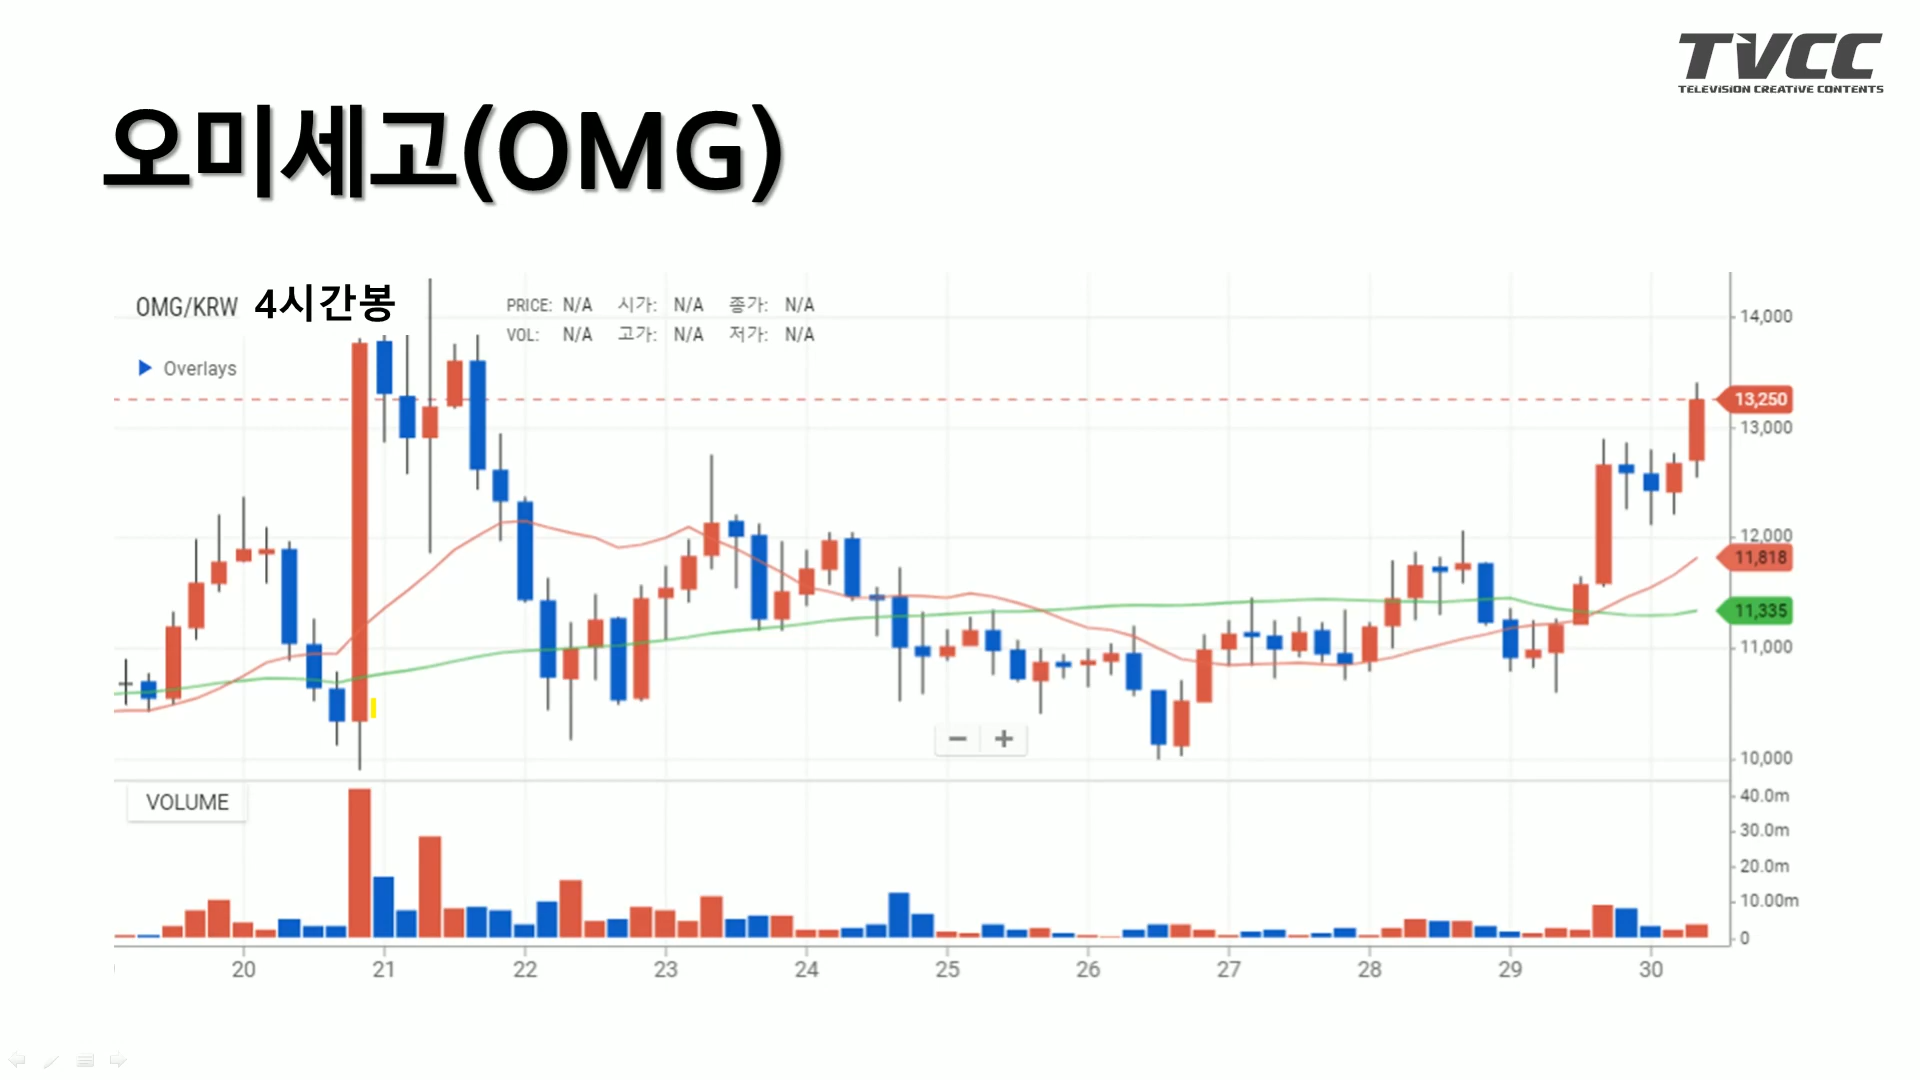 TVCC
TELEVISION CREATIVE CONTENTS
오미세고(OMG)
OMG/KRW 4시간봉
PRICE: N/A 시가: N/A 종가: N/A
VOL: N/A 고가: N/A 저가: N/A
Overlays
14,000
13,250
13,000
12,000
11,818
11,335
11,000
10,000
VOLUME
40.0m
30.0m
20.0m
10.00m
0
20 21 22 23 24 25 26 27 28 29 30